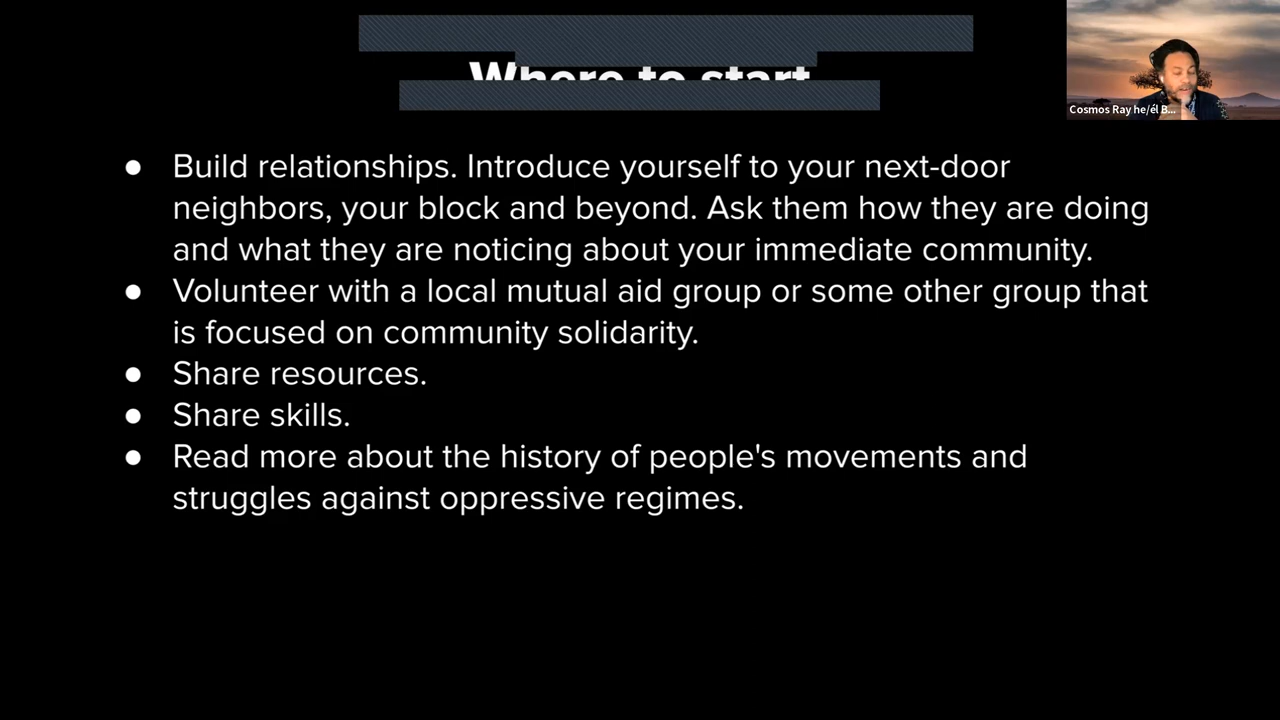 Where to start
Cosmos Ray he/él B...
● Build relationships. Introduce yourself to your next-door
neighbors, your block and beyond. Ask them how they are doing
and what they are noticing about your immediate community.
● Volunteer with a local mutual aid group or some other group that
is focused on community solidarity.
● Share resources.
● Share skills.
● Read more about the history of people's movements and
struggles against oppressive regimes.